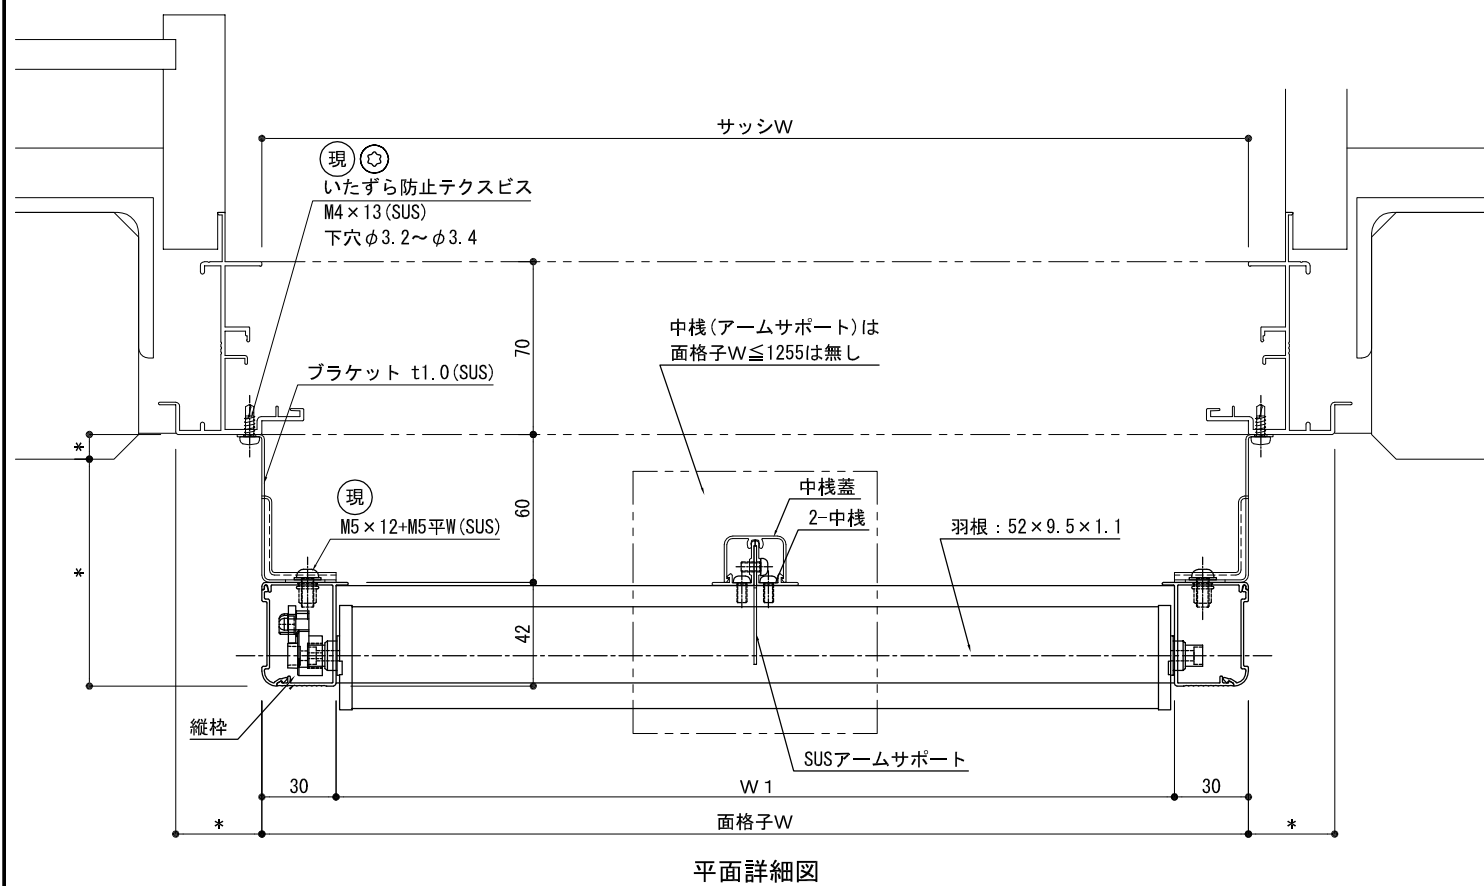 サッシW
現
いたずら防止テクスビス
M4×13(SUS)
下穴φ3.2～φ3.4
中桟(アームサポート)は
面格子W≦1255は無し
70
ブラケット t1.0(SUS)
*
現
M5×12+M5平W(SUS)
60
中桟蓋
2-中桟
羽根：52×9.5×1.1
*
42
縦枠
SUSアームサポート
30
W1
30
*
面格子W
*
平面詳細図